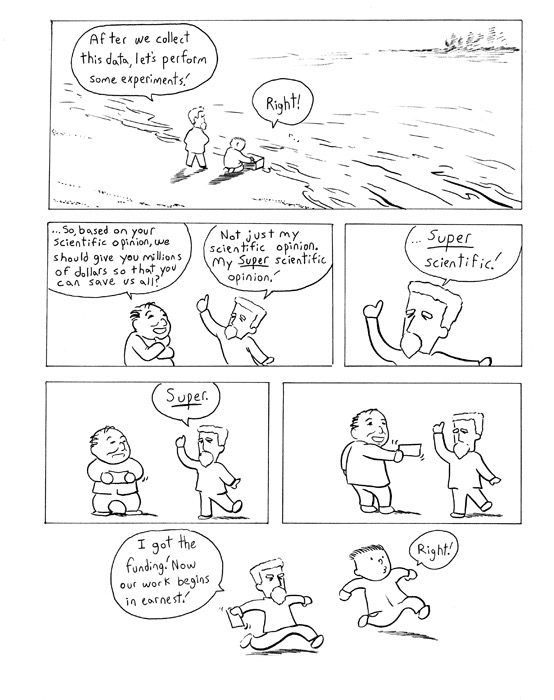 After we collect
this data, let's perform
some experiments!
Right!
...So, based on your
scientific opinion, we
should give you millions
of dollars so that you
can save us all?
Not just my
scientific opinion.
My Super scientific
opinion!
... Super
scientific!
Super.
I got the
funding! Now
our work begins
in earnest!
Right!